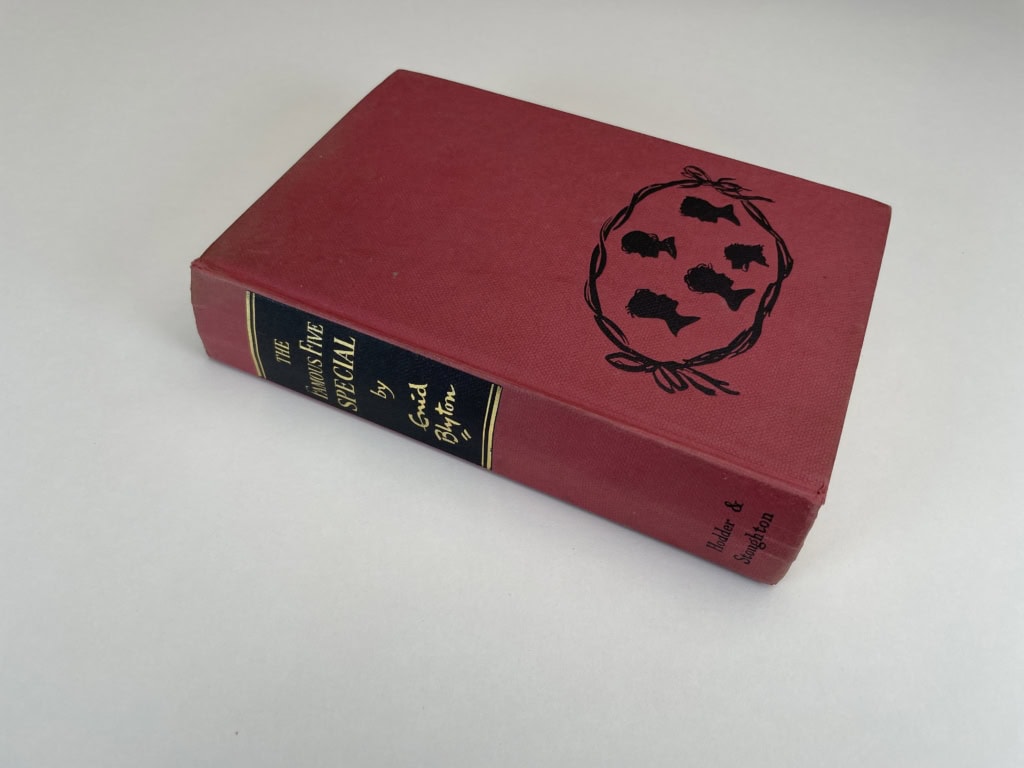 THE
FAMOUS FIVE
SPECIAL
by
Enid
Blyton
Hodder &
Stoughton